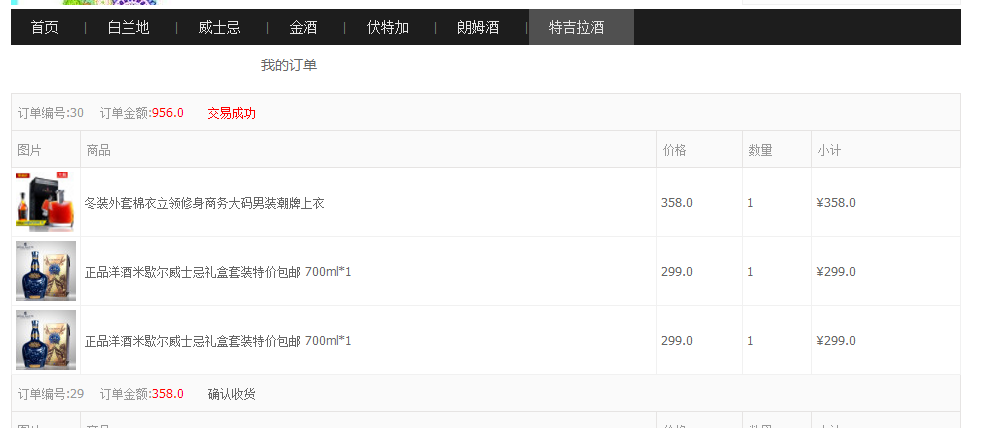 首页 | 白兰地 | 威士忌 | 金酒 | 伏特加 | 朗姆酒 | 特吉拉酒
我的订单
订单编号:30 订单金额:956.0 交易成功
图片 商品 价格 数量 小计
冬装外套棉衣立领修身商务大码男装潮牌上衣 358.0 1 ¥358.0
正品洋酒米歇尔威士忌礼盒套装特价包邮 700ml*1 299.0 1 ¥299.0
正品洋酒米歇尔威士忌礼盒套装特价包邮 700ml*1 299.0 1 ¥299.0
订单编号:29 订单金额:358.0 确认收货